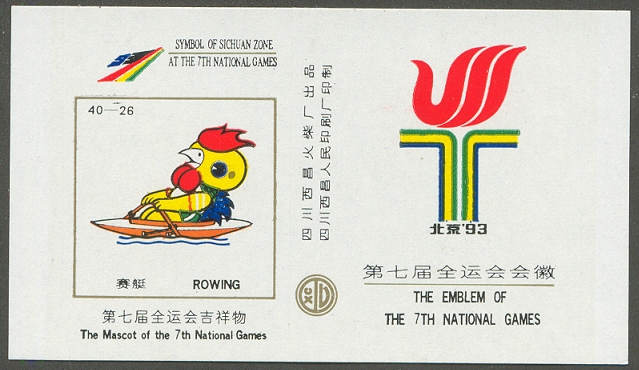 SYMBOL OF SICHUAN ZONE
AT THE 7TH NATIONAL GAMES
40—26
赛艇 ROWING
第七届全运会吉祥物
The Mascot of the 7th National Games
四川西昌火柴厂出品
四川西昌人民印刷厂印制
北京'93
第七届全运会会徽
THE EMBLEM OF
THE 7TH NATIONAL GAMES